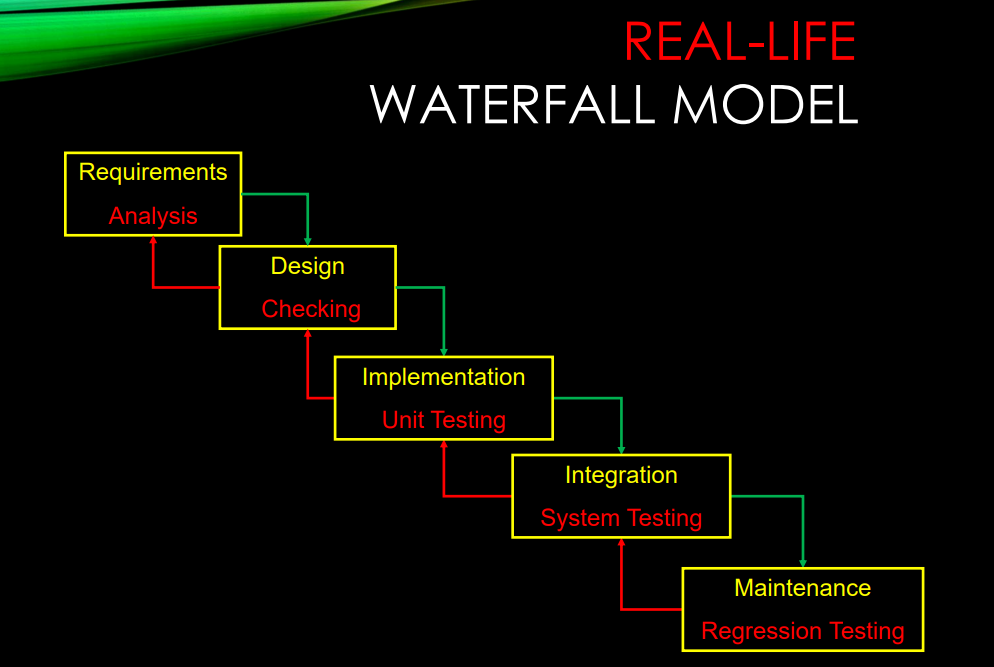 REAL-LIFE
WATERFALL MODEL
Requirements
Analysis
Design
Checking
Implementation
Unit Testing
Integration
System Testing
Maintenance
Regression Testing